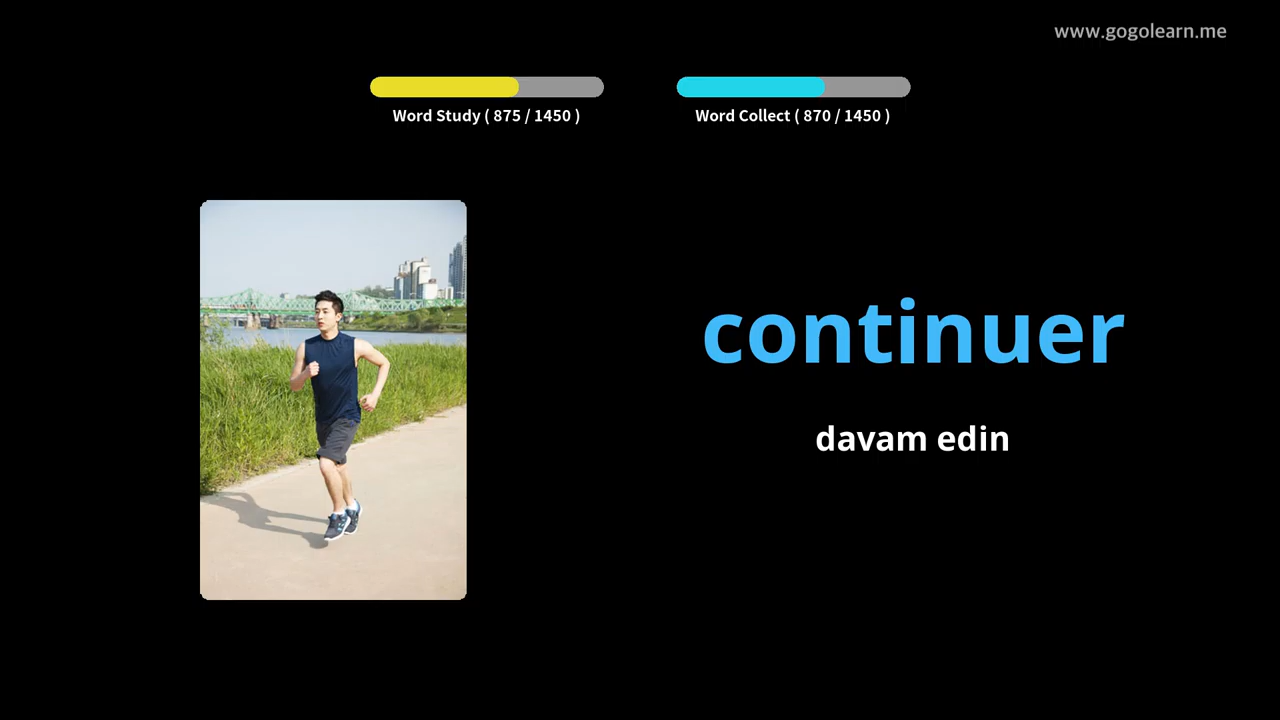 www.gogolearn.me
Word Study ( 875 / 1450 )
Word Collect ( 870 / 1450 )
continuer
davam edin